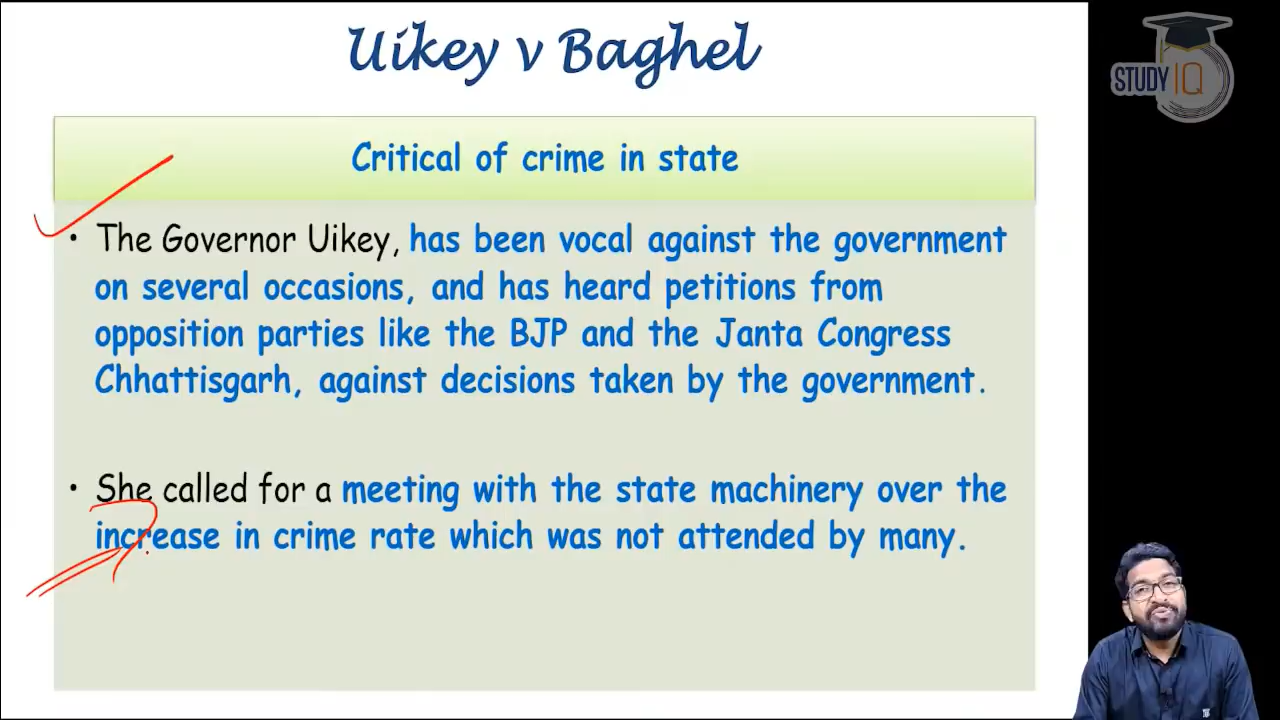 Uikey v Baghel
STUDY IQ
Critical of crime in state
• The Governor Uikey, has been vocal against the government
on several occasions, and has heard petitions from
opposition parties like the BJP and the Janta Congress
Chhattisgarh, against decisions taken by the government.
• She called for a meeting with the state machinery over the
increase in crime rate which was not attended by many.